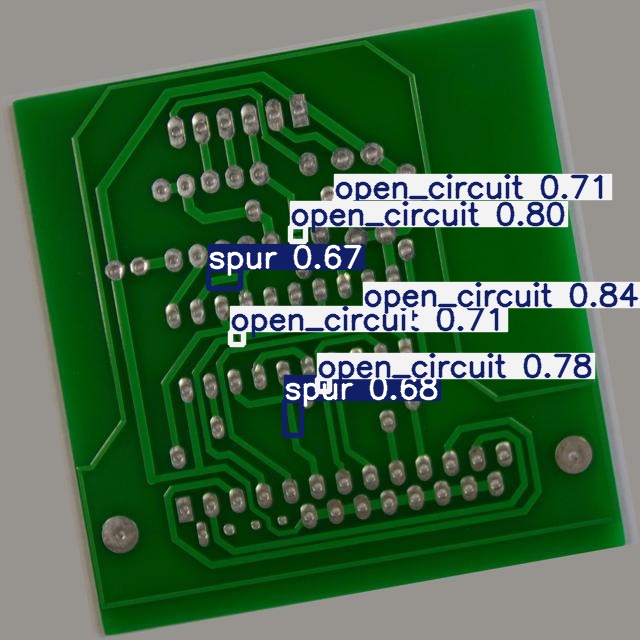 open_circuit 0.71
open_circuit 0.80
spur 0.67
open_circuit 0.84
open_circuit 0.71
open_circuit 0.78
spur 0.68